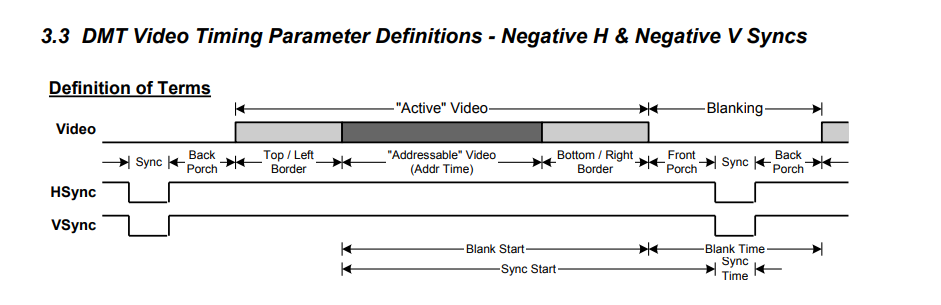 3.3 DMT Video Timing Parameter Definitions - Negative H & Negative V Syncs
Definition of Terms
"Active" Video
Blanking
Video
Sync
Back
Porch
Top / Left
Border
"Addressable" Video
(Addr Time)
Bottom / Right
Border
Front
Porch
Sync
Back
Porch
HSync
VSync
Blank Start
Blank Time
Sync Start
Sync
Time